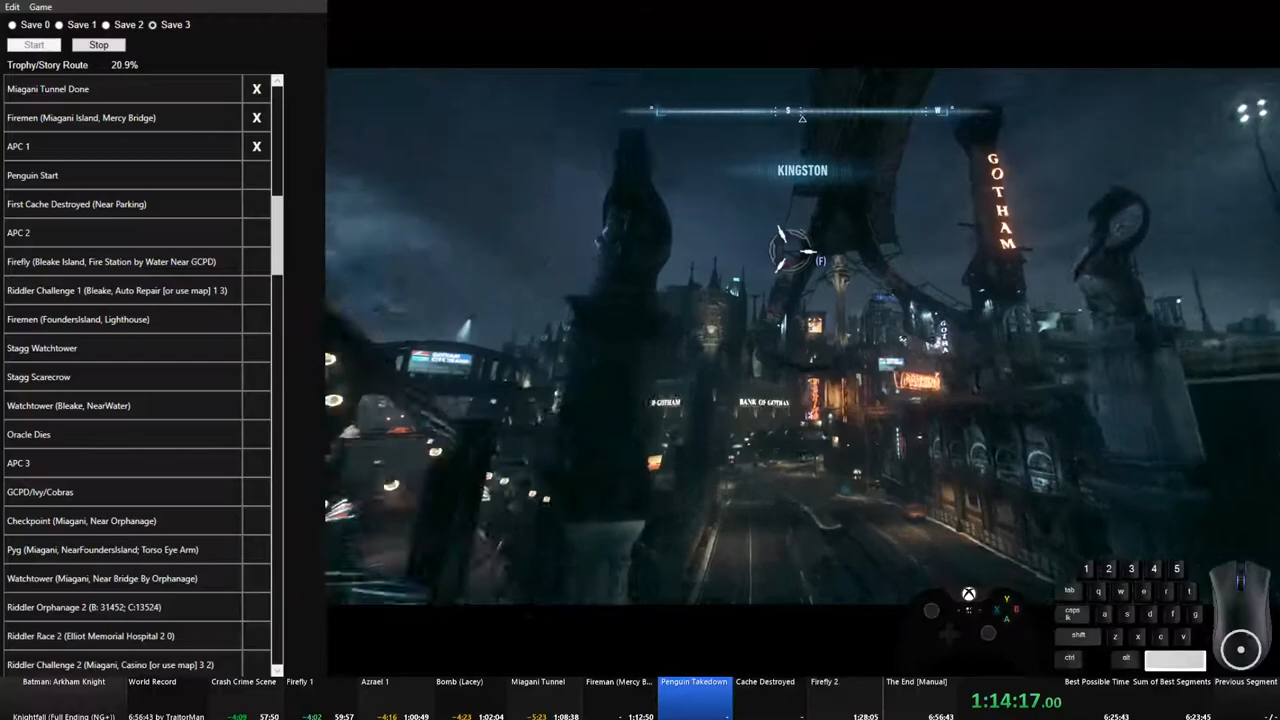 Edit Game
Save 0 Save 1 Save 2 Save 3
Start Stop
Trophy/Story Route 20.9%
Miagani Tunnel Done X
Firemen (Miagani Island, Mercy Bridge) X
APC 1 X
Penguin Start
First Cache Destroyed (Near Parking)
APC 2
Firefly (Bleake Island, Fire Station by Water Near GCPD)
Riddler Challenge 1 (Bleake, Auto Repair [or use map] 1 3)
Firemen (FoundersIsland, Lighthouse)
Stagg Watchtower
Stagg Scarecrow
Watchtower (Bleake, NearWater)
Oracle Dies
APC 3
GCPD/Ivy/Cobras
Checkpoint (Miagani, Near Orphanage)
Pyg (Miagani, NearFoundersIsland; Torso Eye Arm)
Watchtower (Miagani, Near Bridge By Orphanage)
Riddler Orphanage 2 (B: 31452; C:13524)
Riddler Race 2 (Elliot Memorial Hospital 2 0)
Riddler Challenge 2 (Miagani, Casino [or use map] 3 2)
S W
KINGSTON
GOTHAM
(F)
GOTHA
P GOTHAM
BANK OF GOTHAM
Y
X B
A
1 2 3 4 5
tab q w e r t
caps lk a s d f g
shift z x c v
ctrl alt
Batman: Arkham Knight World Record Crash Crime Scene Firefly 1 Azrael 1 Bomb (Lacey) Miagani Tunnel Fireman (Mercy B... Penguin Takedown Cache Destroyed Firefly 2 The End [Manual] 1:14:17.00 Best Possible Time Sum of Best Segments Previous Segment
Knightfall (Full Ending (NG+)) 6:56:43 by TraitorMan -4:09 57:50 -4:02 59:57 -4:16 1:00:49 -4:23 1:02:04 -5:23 1:08:38 - 1:12:50 - - 1:28:05 - 6:56:43 6:25:43 6:23:45 -/-